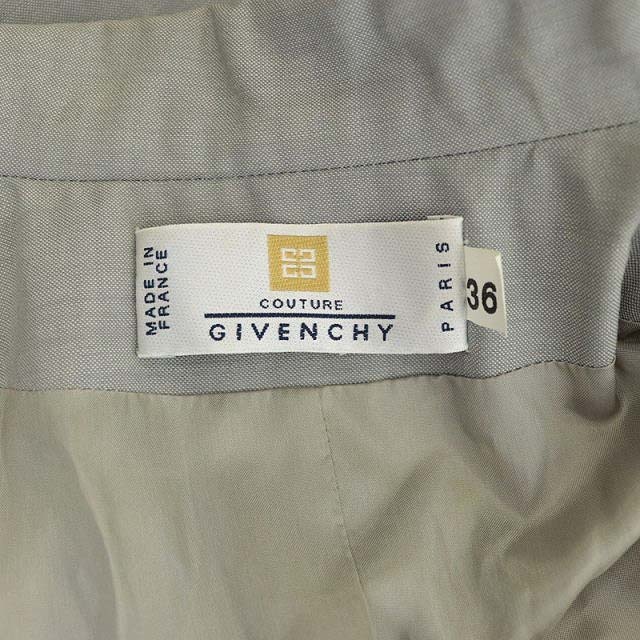 MADE IN
FRANCE
COUTURE
GIVENCHY
PARIS
36